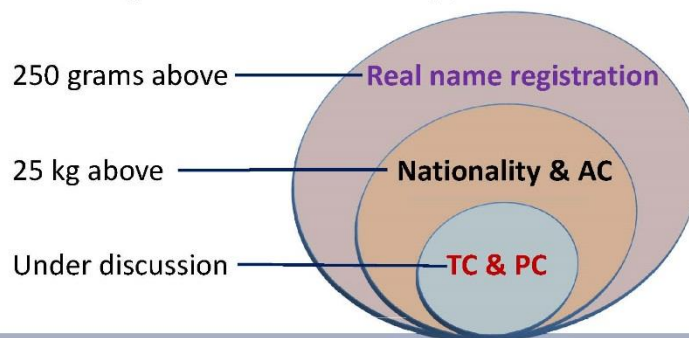 250 grams above
Real name registration
25 kg above
Nationality & AC
Under discussion
TC & PC